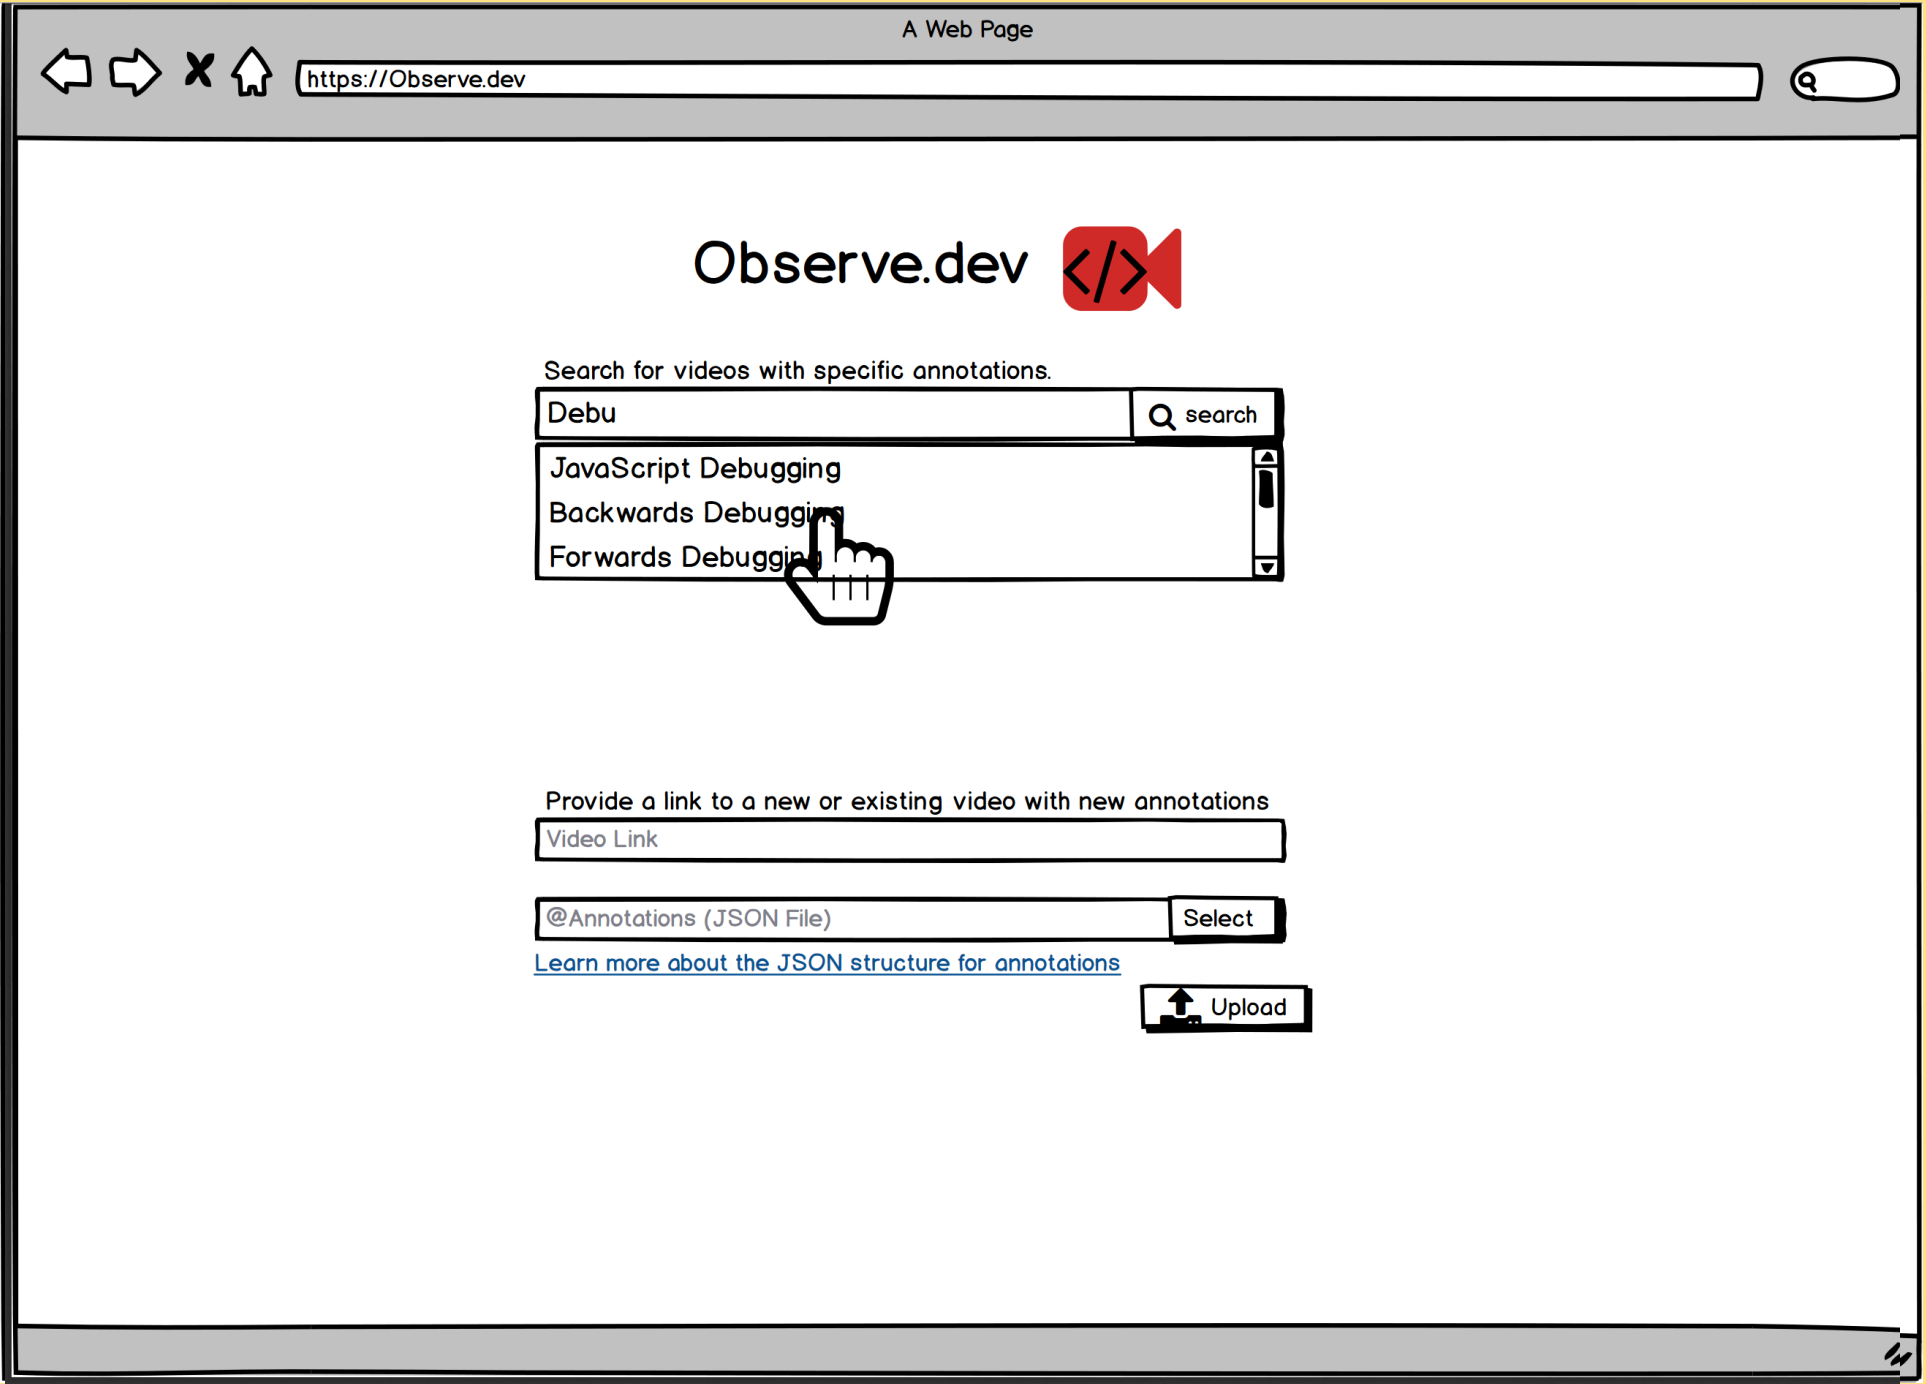 A Web Page
https://Observe.dev
Observe.dev </>
Search for videos with specific annotations.
Debu
search
JavaScript Debugging
Backwards Debugging
Forwards Debugging
Provide a link to a new or existing video with new annotations
Video Link
@Annotations (JSON File)
Select
Learn more about the JSON structure for annotations
Upload